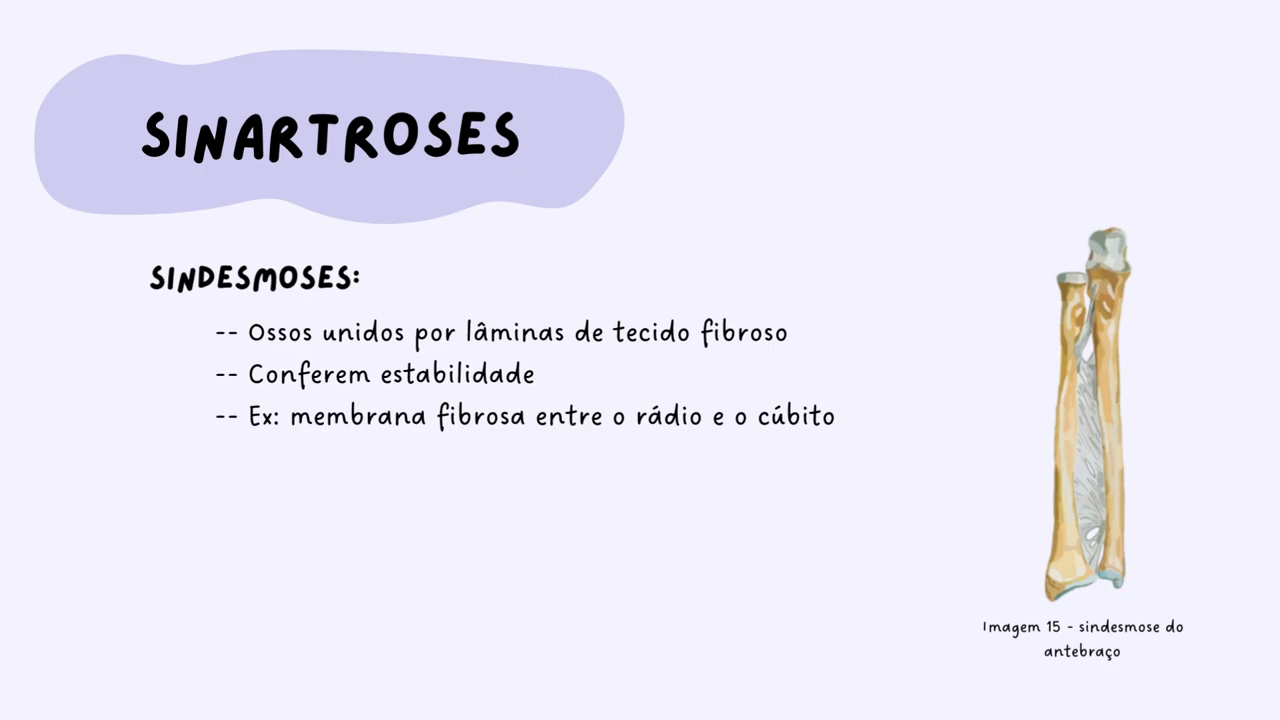 SINARTROSES
SINDESMOSES:
-- Ossos unidos por lâminas de tecido fibroso
-- Conferem estabilidade
-- Ex: membrana fibrosa entre o rádio e o cúbito
Imagem 15 - sindesmose do
antebraço